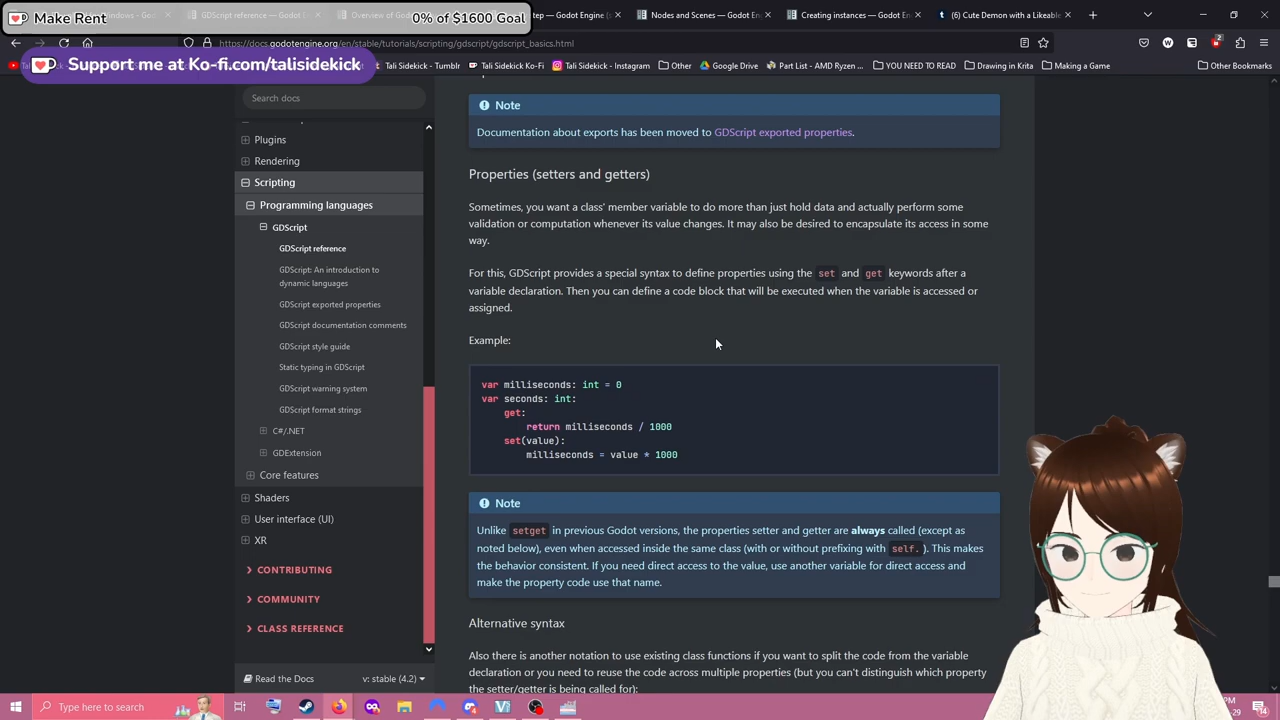 Make Rent
0% of $1600 Goal
GDScript reference — Godot
Overview of God
Nodes and Scenes — Godot En
Creating instances — Godot En
(6) Cute Demon with a Likeable
https://docs.godotengine.org/en/stable/tutorials/scripting/gdscript/gdscript_basics.html
Support me at Ko-fi.com/talisidekick
Tali Sidekick - Tumblr
Tali Sidekick Ko-Fi
Tali Sidekick - Instagram
Other
Google Drive
Part List - AMD Ryzen
YOU NEED TO READ
Drawing in Krita
Making a Game
Other Bookmarks
Search docs
Plugins
Rendering
Scripting
Programming languages
GDScript
GDScript reference
GDScript: An introduction to
dynamic languages
GDScript exported properties
GDScript documentation comments
GDScript style guide
Static typing in GDScript
GDScript warning system
GDScript format strings
C#/.NET
GDExtension
Core features
Shaders
User interface (UI)
XR
CONTRIBUTING
COMMUNITY
CLASS REFERENCE
Read the Docs
v: stable (4.2)
Note
Documentation about exports has been moved to GDScript exported properties.
Properties (setters and getters)
Sometimes, you want a class' member variable to do more than just hold data and actually perform some
validation or computation whenever its value changes. It may also be desired to encapsulate its access in some
way.
For this, GDScript provides a special syntax to define properties using the set and get keywords after a
variable declaration. Then you can define a code block that will be executed when the variable is accessed or
assigned.
Example:
var milliseconds: int = 0
var seconds: int:
get:
return milliseconds / 1000
set(value):
milliseconds = value * 1000
Note
Unlike setget in previous Godot versions, the properties setter and getter are always called (except as
noted below), even when accessed inside the same class (with or without prefixing with self. ). This makes
the behavior consistent. If you need direct access to the value, use another variable for direct access and
make the property code use that name.
Alternative syntax
Also there is another notation to use existing class functions if you want to split the code from the variable
declaration or you need to reuse the code across multiple properties (but you can't distinguish which property
the setter/getter is being called for):
Type here to search